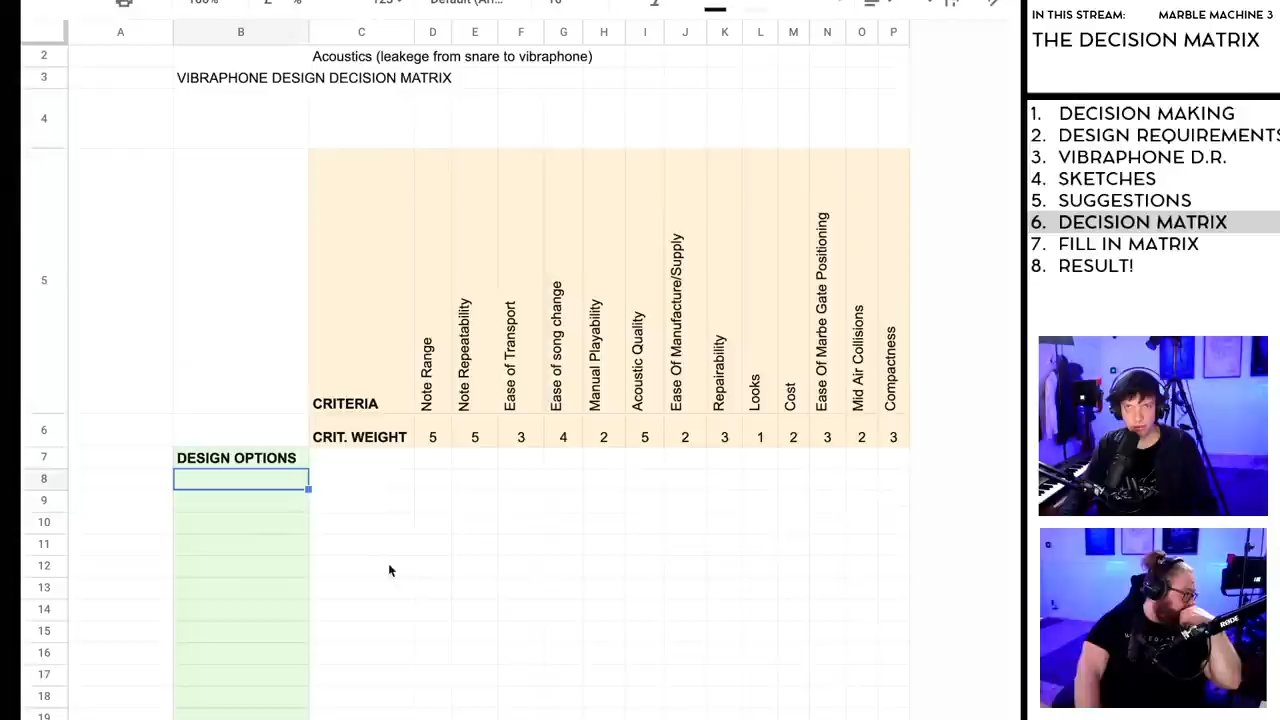 A B C D E F G H I J K L M N O P
2 Acoustics (leakege from snare to vibraphone)
3 VIBRAPHONE DESIGN DECISION MATRIX
4
5 CRITERIA Note Range Note Repeatability Ease of Transport Ease of song change Manual Playability Acoustic Quality Ease Of Manufacture/Supply Repairability Looks Cost Ease Of Marbe Gate Positioning Mid Air Collisions Compactness
6 CRIT. WEIGHT 5 5 3 4 2 5 2 3 1 2 3 2 3
7 DESIGN OPTIONS
8
9
10
11
12
13
14
15
16
17
18
19
IN THIS STREAM: MARBLE MACHINE 3
THE DECISION MATRIX
1. DECISION MAKING
2. DESIGN REQUIREMENTS
3. VIBRAPHONE D.R.
4. SKETCHES
5. SUGGESTIONS
6. DECISION MATRIX
7. FILL IN MATRIX
8. RESULT!
RODE